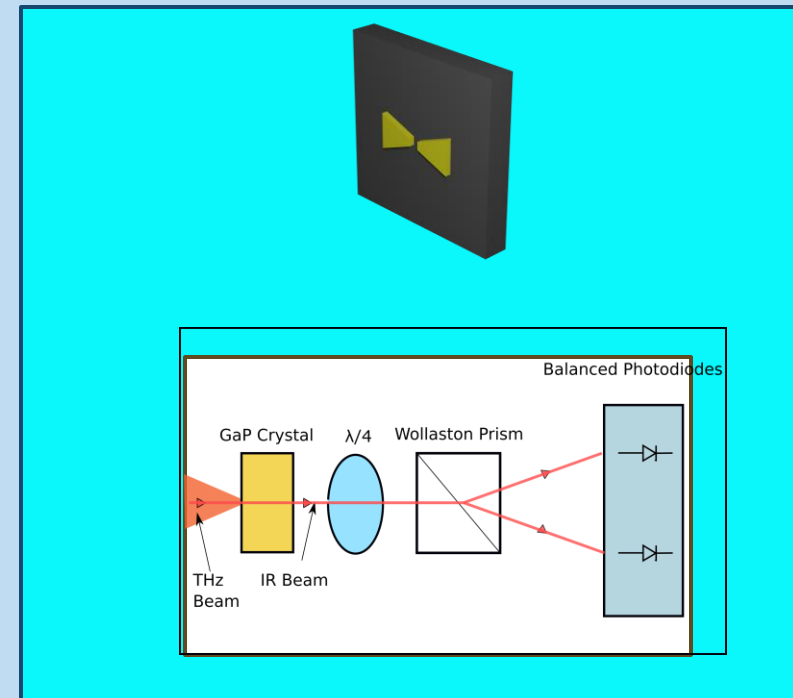 Balanced Photodiodes
GaP Crystal
λ/4
Wollaston Prism
THz
Beam
IR Beam